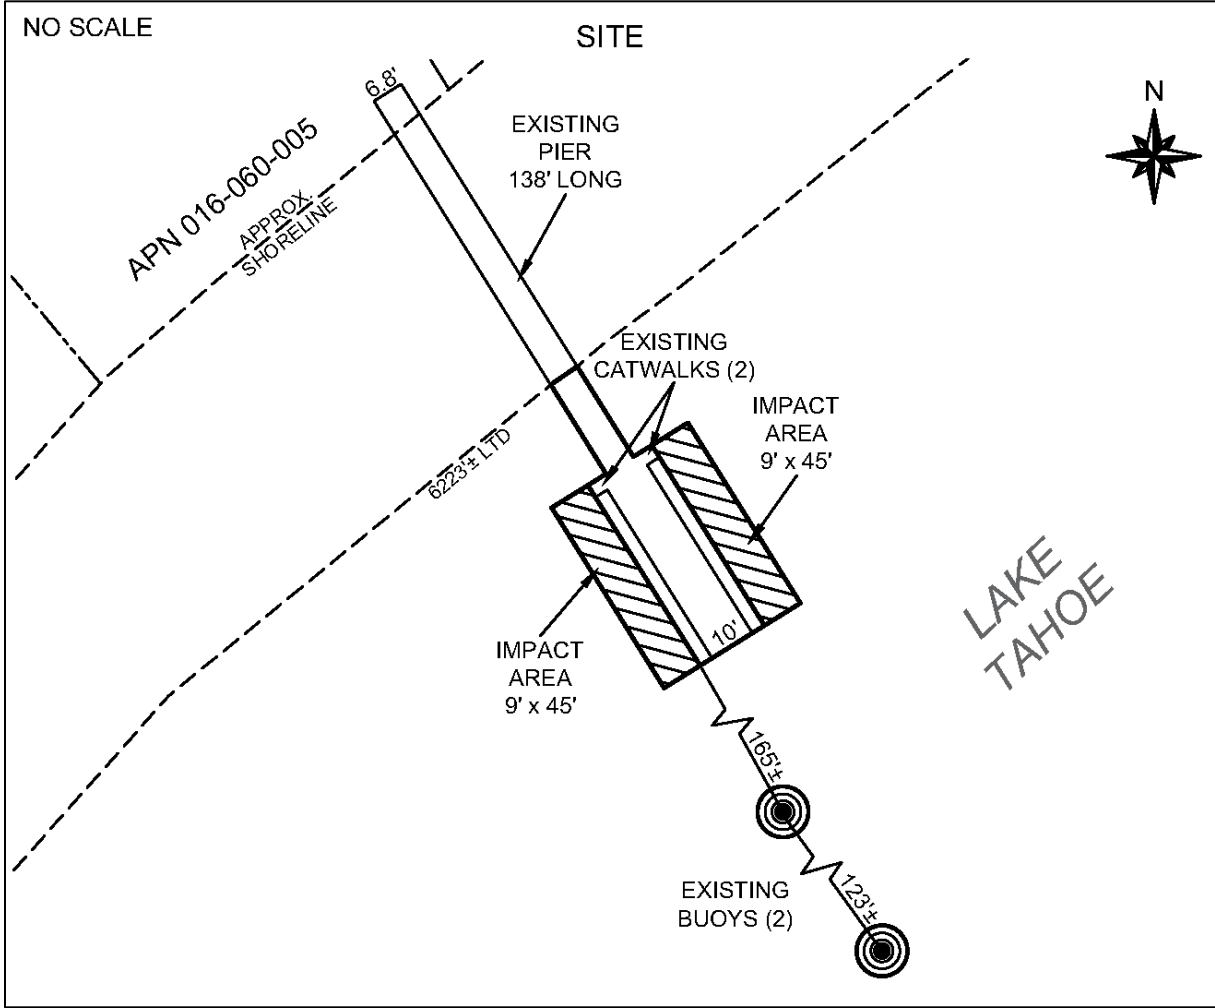 NO SCALE
SITE
N
6.8'
EXISTING
PIER
138' LONG
APN 016-060-005
APPROX.
SHORELINE
EXISTING
CATWALKS (2)
IMPACT
AREA
9' x 45'
6223'± LTD
LAKE
TAHOE
10'
IMPACT
AREA
9' x 45'
165'±
EXISTING
BUOYS (2)
123'±